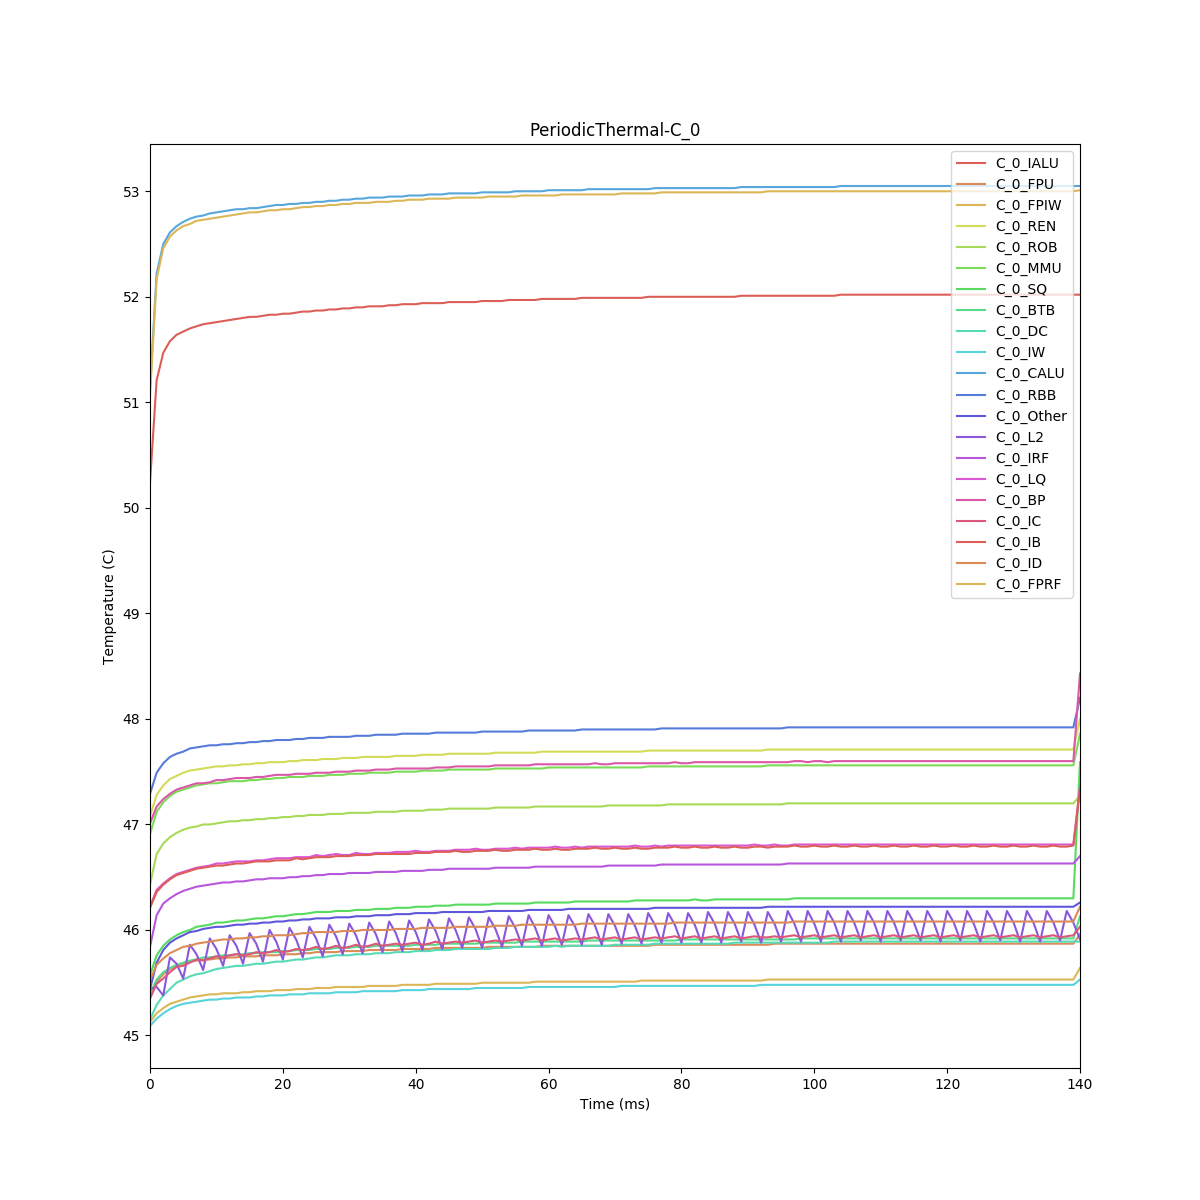 PeriodicThermal-C_0
53
52
51
50
49
48
47
46
45
Temperature (C)
0 20 40 60 80 100 120 140
Time (ms)
C_0_IALU
C_0_FPU
C_0_FPIW
C_0_REN
C_0_ROB
C_0_MMU
C_0_SQ
C_0_BTB
C_0_DC
C_0_IW
C_0_CALU
C_0_RBB
C_0_Other
C_0_L2
C_0_IRF
C_0_LQ
C_0_BP
C_0_IC
C_0_IB
C_0_ID
C_0_FPRF